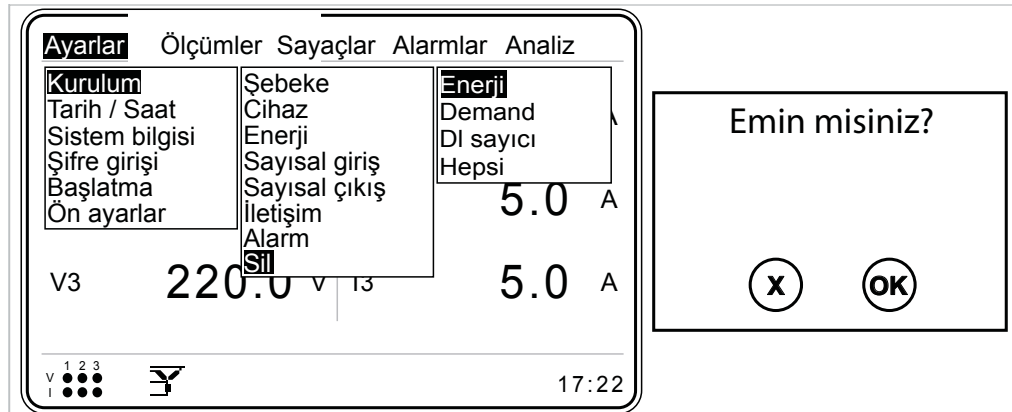 Ayarlar Ölçümler Sayaçlar Alarmlar Analiz
Kurulum
Tarih / Saat
Sistem bilgisi
Şifre girişi
Başlatma
Ön ayarlar
Şebeke
Cihaz
Enerji
Sayısal giriş
Sayısal çıkış
İletişim
Alarm
Sil
Enerji
Demand
DI sayıcı
Hepsi
5.0 A
V3 220.0 V I3 5.0 A
1 2 3
V
I
17:22
Emin misiniz?
X OK